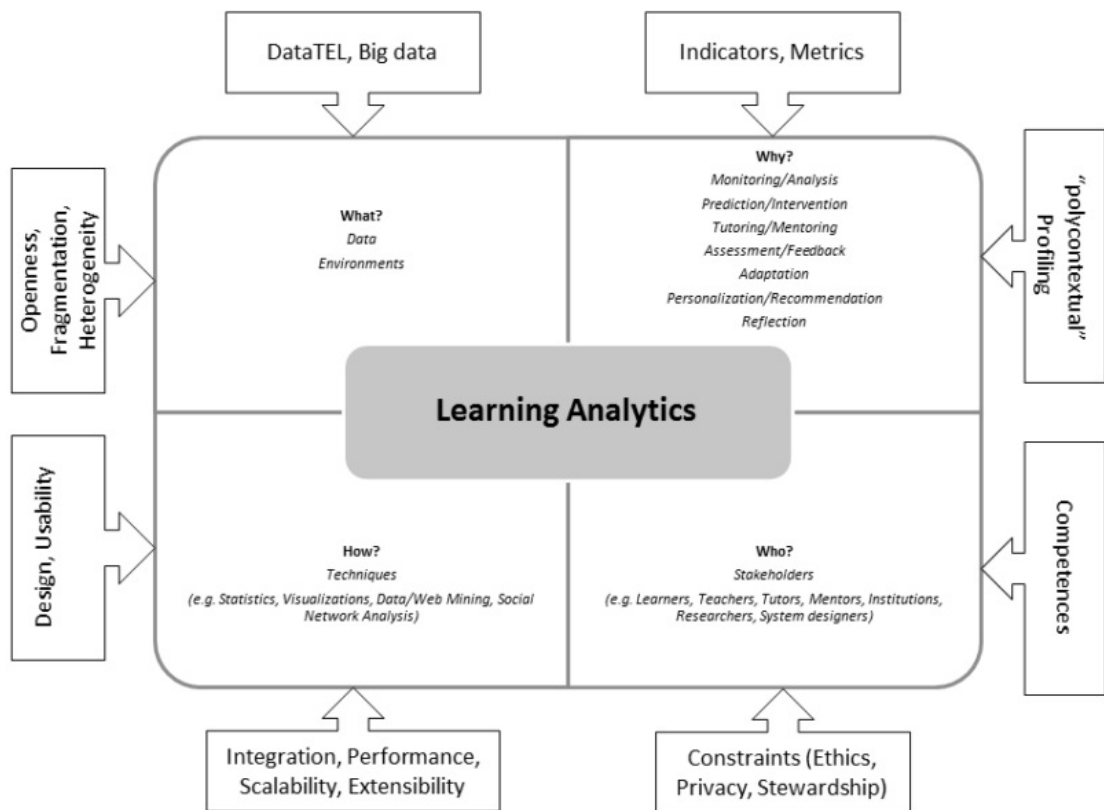 DataTEL, Big data
Indicators, Metrics
Openness,
Fragmentation,
Heterogeneity
What?
Data
Environments
Why?
Monitoring/Analysis
Prediction/Intervention
Tutoring/Mentoring
Assessment/Feedback
Adaptation
Personalization/Recommendation
Reflection
“polycontextual”
Profiling
Learning Analytics
Design, Usability
How?
Techniques
(e.g. Statistics, Visualizations, Data/Web Mining, Social
Network Analysis)
Who?
Stakeholders
(e.g. Learners, Teachers, Tutors, Mentors, Institutions,
Researchers, System designers)
Competences
Integration, Performance,
Scalability, Extensibility
Constraints (Ethics,
Privacy, Stewardship)